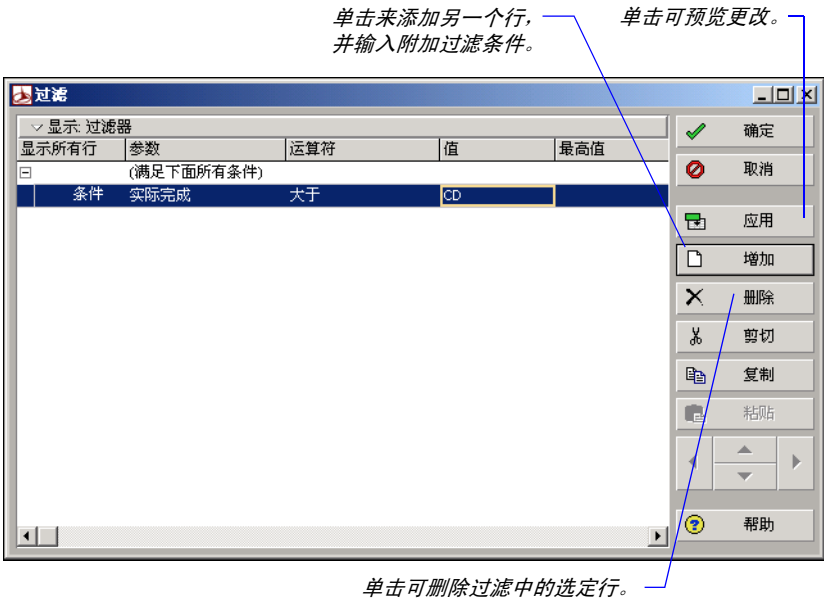 单击来添加另一个行，
并输入附加过滤条件。
单击可预览更改。
过滤
显示: 过滤器
显示所有行 参数 运算符 值 最高值
(满足下面所有条件)
条件 实际完成 大于 CD
确定
取消
应用
增加
删除
剪切
复制
粘贴
帮助
单击可删除过滤中的选定行。